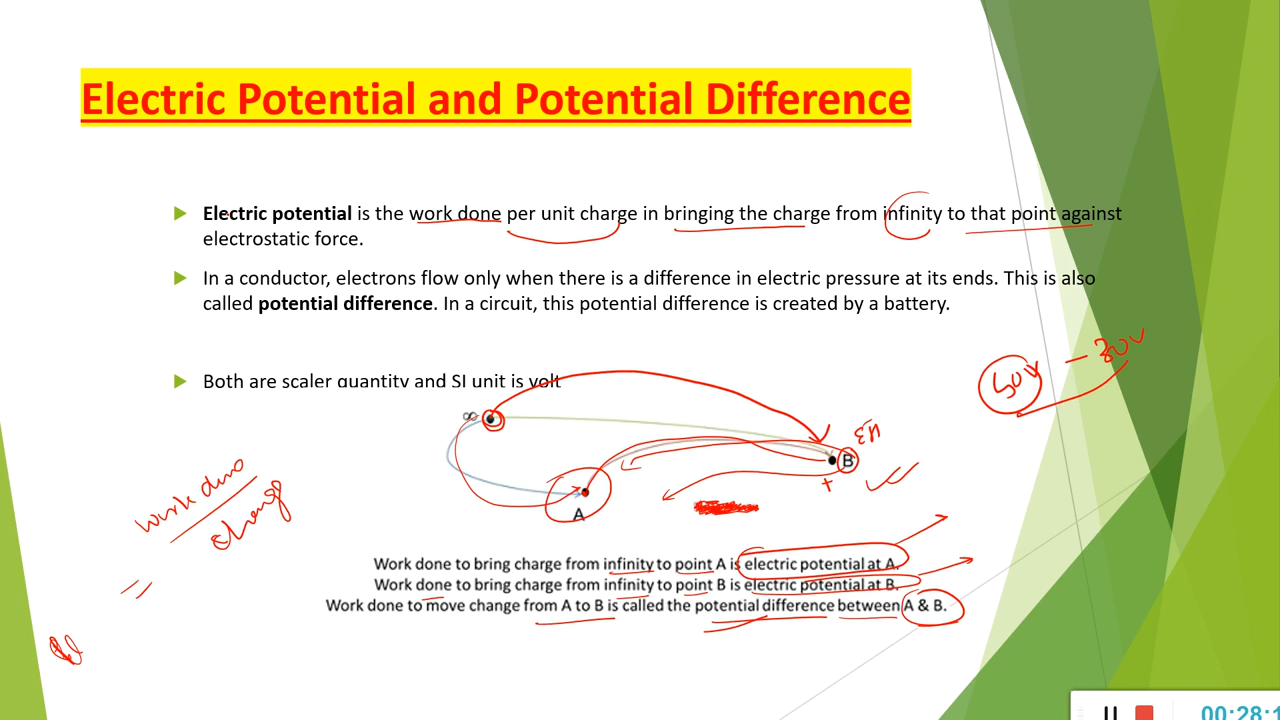 Electric Potential and Potential Difference
Electric potential is the work done per unit charge in bringing the charge from infinity to that point against
electrostatic force.
In a conductor, electrons flow only when there is a difference in electric pressure at its ends. This is also
called potential difference. In a circuit, this potential difference is created by a battery.
50V - 30V
Both are scaler quantity and SI unit is volt
∞
B
+
A
work done
charge
=
Work done to bring charge from infinity to point A is electric potential at A.
Work done to bring charge from infinity to point B is electric potential at B.
Work done to move change from A to B is called the potential difference between A & B.